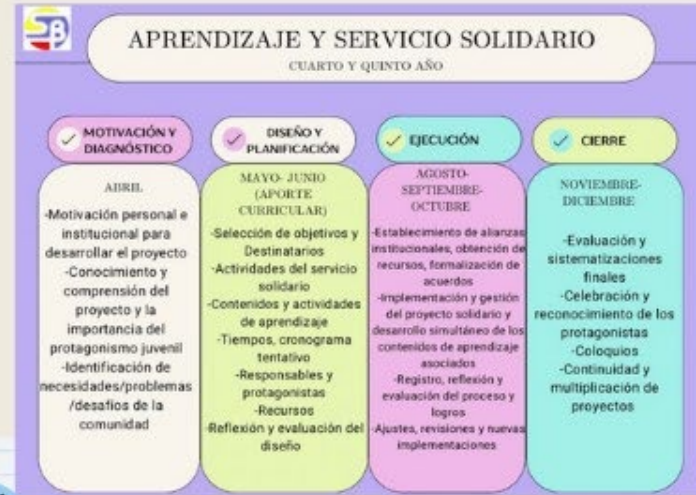 SB
APRENDIZAJE Y SERVICIO SOLIDARIO
CUARTO Y QUINTO AÑO
MOTIVACIÓN Y
DIAGNÓSTICO
ABRIL
-Motivación personal e
institucional para
desarrollar el proyecto
-Conocimiento y
comprensión del
proyecto y la
importancia del
protagonismo juvenil
-Identificación de
necesidades/problemas
/desafíos de la
comunidad
DISEÑO Y
PLANIFICACIÓN
MAYO- JUNIO
(APORTE
CURRICULAR)
-Selección de objetivos y
Destinatarios
-Actividades del servicio
solidario
-Contenidos y actividades
de aprendizaje
-Tiempos, cronograma
tentativo
-Responsables y
protagonistas
-Recursos
-Reflexión y evaluación del
diseño
EJECUCIÓN
AGOSTO-
SEPTIEMBRE-
OCTUBRE
-Establecimiento de alianzas
institucionales, obtención de
recursos, formalización de
acuerdos
-Implementación y gestión
del proyecto solidario y
desarrollo simultáneo de los
contenidos de aprendizaje
asociados
-Registro, reflexión y
evaluación del proceso y
logros
-Ajustes, revisiones y nuevas
implementaciones
CIERRE
NOVIEMBRE-
DICIEMBRE
-Evaluación y
sistematizaciones
finales
-Celebración y
reconocimiento de los
protagonistas
-Coloquios
-Continuidad y
multiplicación de
proyectos